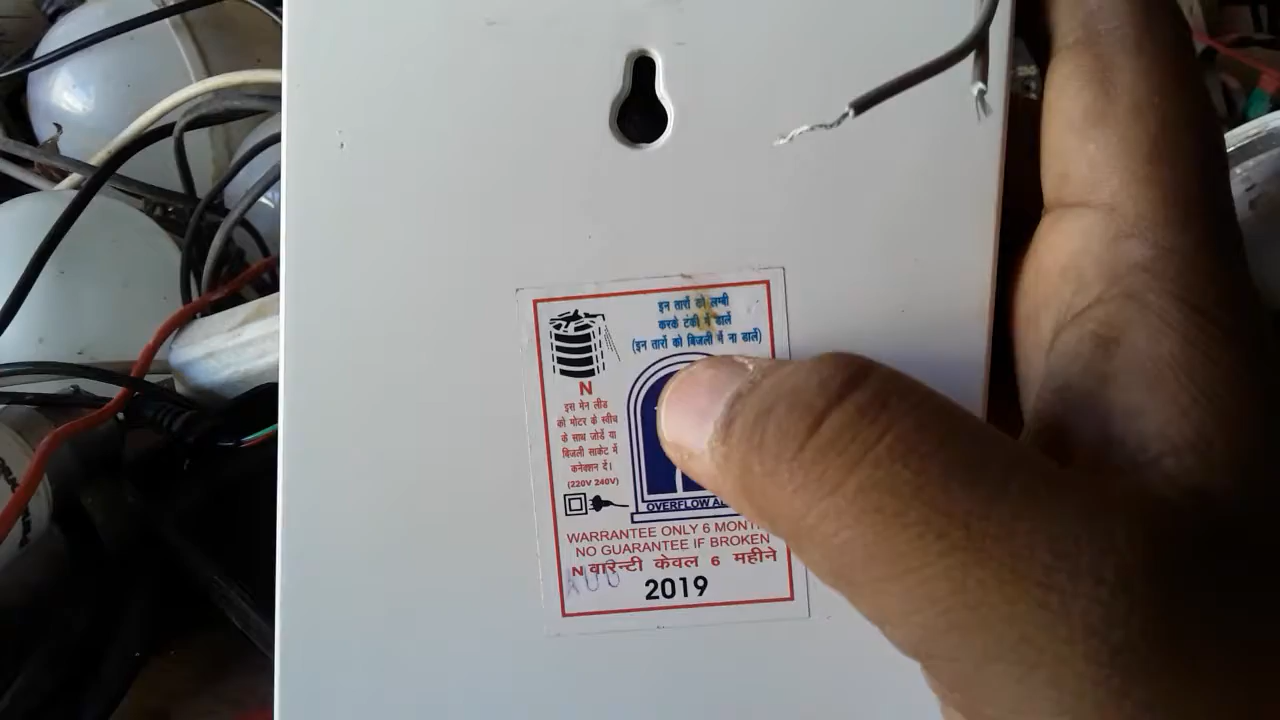 इन तारों को लम्बी
करके टंकी में डालें
(इन तारों को बिजली में ना डालें)
N
इस मेन लीड
को मोटर के स्वीच
के साथ जोडें या
बिजली साकेट में
कनेक्शन दें।
(220V 240V)
OVERFLOW
WARRANTEE ONLY 6
NO GUARANTEE IF BROKEN
N वारेन्टी केवल 6 महीने
2019